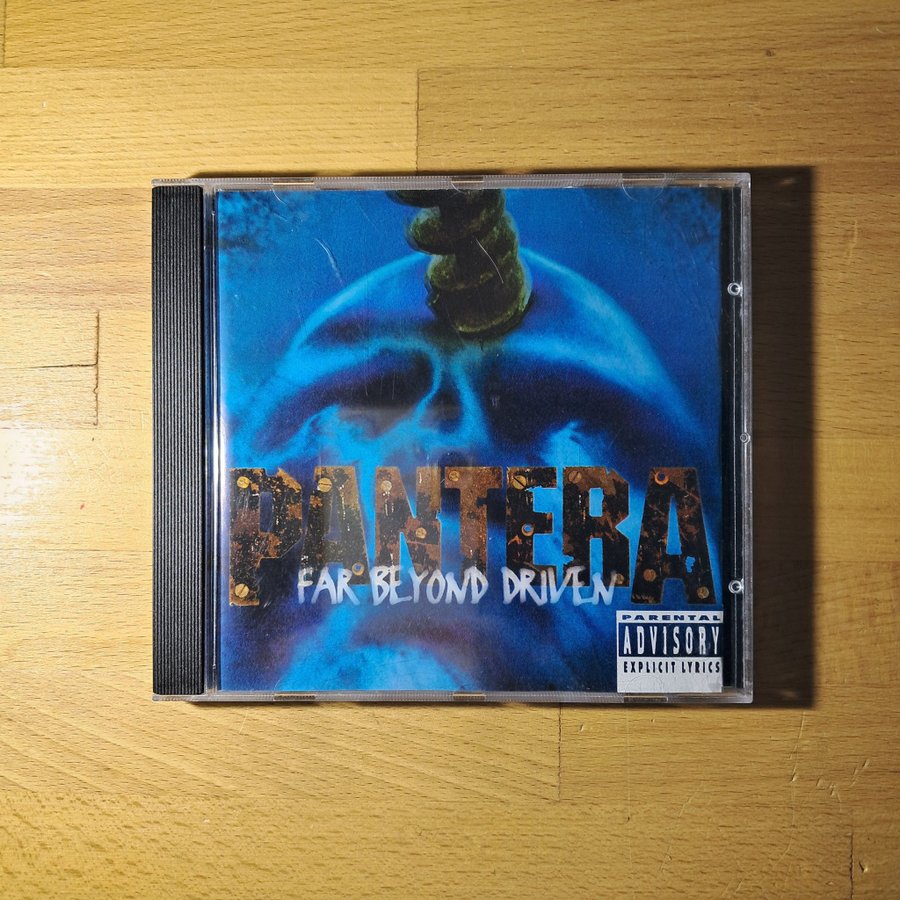 PANTERA
FAR BEYOND DRIVEN
PARENTAL
ADVISORY
EXPLICIT LYRICS